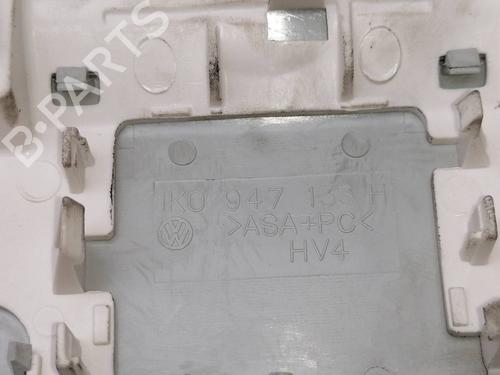 B-PARTS
1K0 947 133 H
>ASA+PC<
HV4